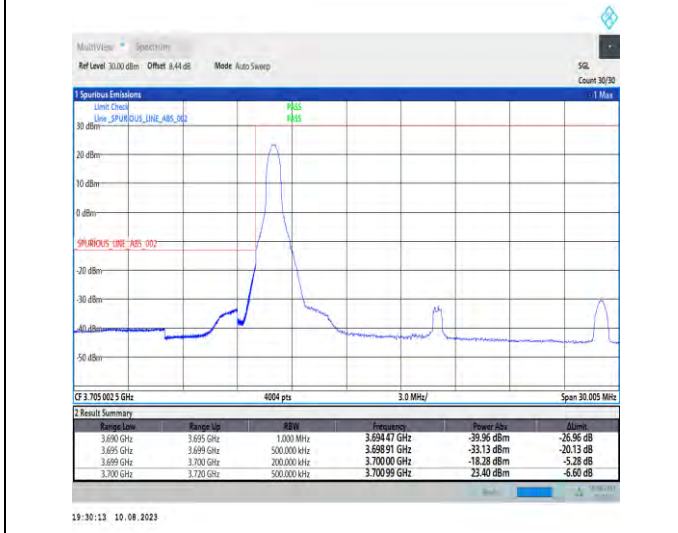 MultiView Spectrum
Ref Level 30.00 dBm Offset 8.44 dB Mode Auto Sweep SGL
Count 30/30
1 Spurious Emissions 1 Max
Limit Check PASS
Line _SPURIOUS_LINE_ABS_002 PASS
30 dBm
20 dBm
10 dBm
0 dBm
SPURIOUS_LINE_ABS_002
-20 dBm
-30 dBm
-40 dBm
-50 dBm
CF 3.705 002 5 GHz 4004 pts 3.0 MHz/ Span 30.005 MHz
2 Result Summary
Range Low Range Up RBW Frequency Power Abs ΔLimit
3.690 GHz 3.695 GHz 1.000 MHz 3.694 47 GHz -39.96 dBm -26.96 dB
3.695 GHz 3.699 GHz 500.000 kHz 3.698 91 GHz -33.13 dBm -20.13 dB
3.699 GHz 3.700 GHz 200.000 kHz 3.700 00 GHz -18.28 dBm -5.28 dB
3.700 GHz 3.720 GHz 500.000 kHz 3.700 99 GHz 23.40 dBm -6.60 dB
19:30:13 10.08.2023